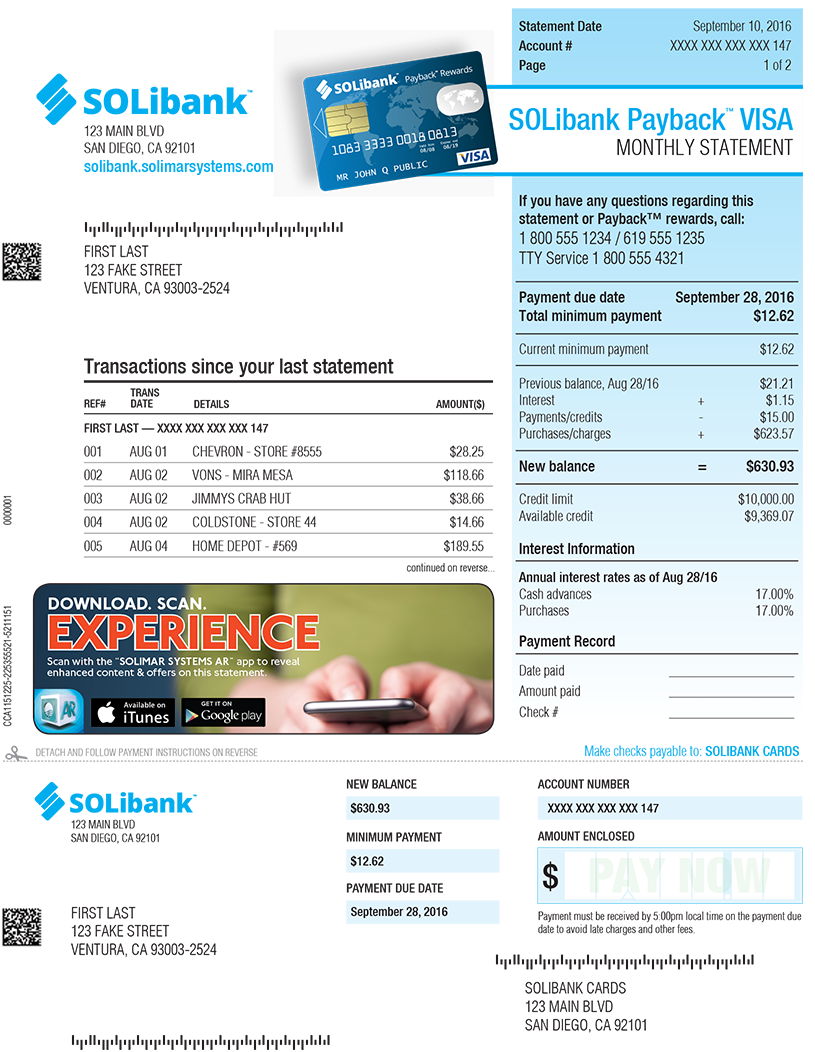 Statement Date September 10, 2016
Account # XXXX XXX XXX XXX 147
Page 1 of 2
SOLibank™
123 MAIN BLVD
SAN DIEGO, CA 92101
solibank.solimarsystems.com
SOLibank™ Payback™ Rewards
1083 3333 0018 0813
08/08 08/19
MR JOHN Q PUBLIC
VISA
SOLibank Payback™ VISA
MONTHLY STATEMENT
If you have any questions regarding this
statement or Payback™ rewards, call:
1 800 555 1234 / 619 555 1235
TTY Service 1 800 555 4321
FIRST LAST
123 FAKE STREET
VENTURA, CA 93003-2524
Payment due date September 28, 2016
Total minimum payment $12.62
Current minimum payment $12.62
Previous balance, Aug 28/16 $21.21
Interest + $1.15
Payments/credits - $15.00
Purchases/charges + $623.57
New balance = $630.93
Credit limit $10,000.00
Available credit $9,369.07
Interest Information
Annual interest rates as of Aug 28/16
Cash advances 17.00%
Purchases 17.00%
Payment Record
Date paid
Amount paid
Check #
Transactions since your last statement
REF# TRANS DATE DETAILS AMOUNT($)
FIRST LAST — XXXX XXX XXX XXX 147
001 AUG 01 CHEVRON - STORE #8555 $28.25
002 AUG 02 VONS - MIRA MESA $118.66
003 AUG 02 JIMMYS CRAB HUT $38.66
004 AUG 02 COLDSTONE - STORE 44 $14.66
005 AUG 04 HOME DEPOT - #569 $189.55
continued on reverse...
0000001
CCA1151225-225355521-5211151
DOWNLOAD. SCAN.
EXPERIENCE
Scan with the "SOLIMAR SYSTEMS AR" app to reveal
enhanced content & offers on this statement.
AR
Available on
iTunes
GET IT ON
Google play
DETACH AND FOLLOW PAYMENT INSTRUCTIONS ON REVERSE
Make checks payable to: SOLIBANK CARDS
SOLibank™
123 MAIN BLVD
SAN DIEGO, CA 92101
NEW BALANCE
$630.93
MINIMUM PAYMENT
$12.62
PAYMENT DUE DATE
September 28, 2016
ACCOUNT NUMBER
XXXX XXX XXX XXX 147
AMOUNT ENCLOSED
$ PAY NOW
Payment must be received by 5:00pm local time on the payment due
date to avoid late charges and other fees.
FIRST LAST
123 FAKE STREET
VENTURA, CA 93003-2524
SOLIBANK CARDS
123 MAIN BLVD
SAN DIEGO, CA 92101